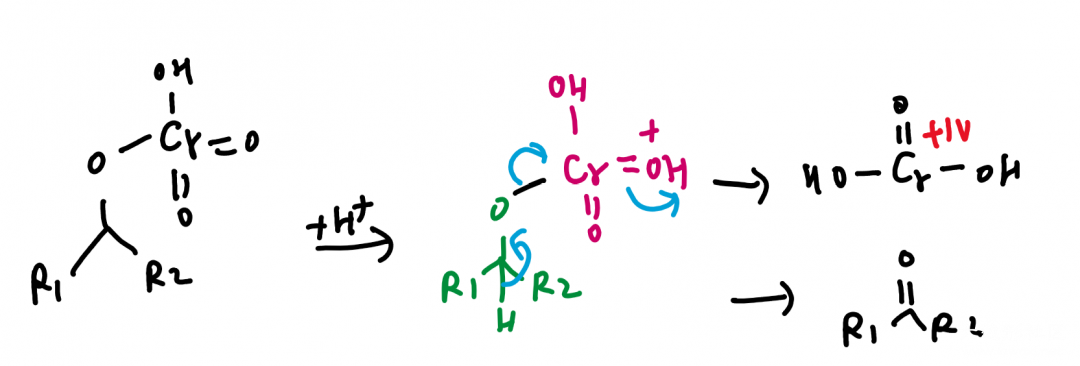 OH
O Cr = O
O
R1 R2
+H+
OH
+
O Cr = OH
O
R1 R2
H
O
+IV
HO - Cr - OH
O
R1 R2